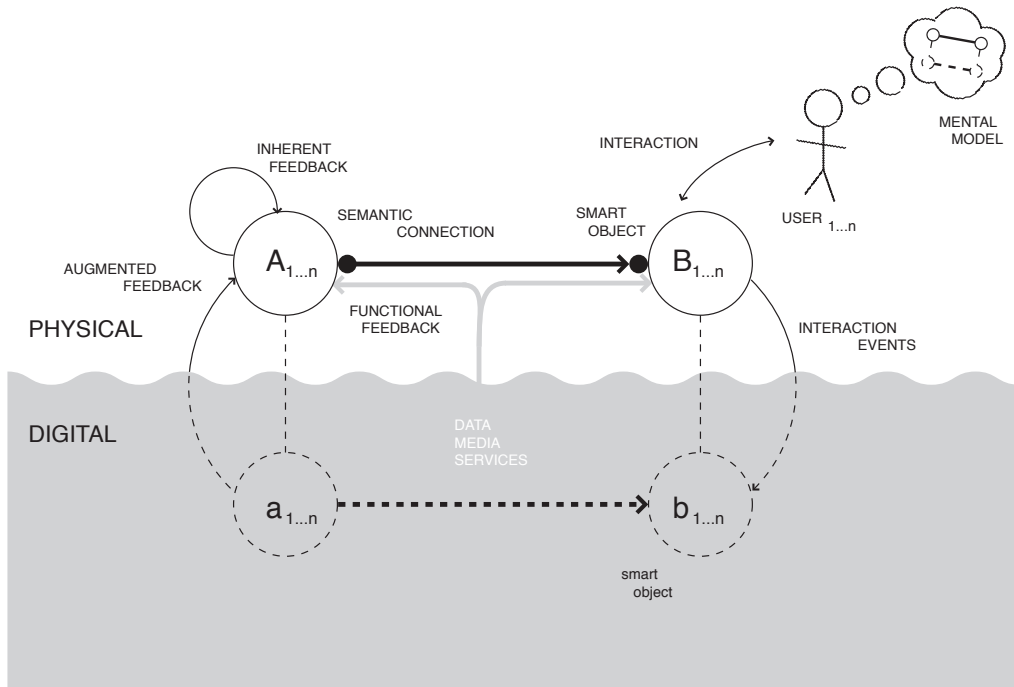 MENTAL
MODEL
INTERACTION
USER 1...n
INHERENT
FEEDBACK
SEMANTIC
CONNECTION
SMART
OBJECT
A1...n
B1...n
AUGMENTED
FEEDBACK
FUNCTIONAL
FEEDBACK
PHYSICAL
INTERACTION
EVENTS
DIGITAL
DATA
MEDIA
SERVICES
a1...n
b1...n
smart
object